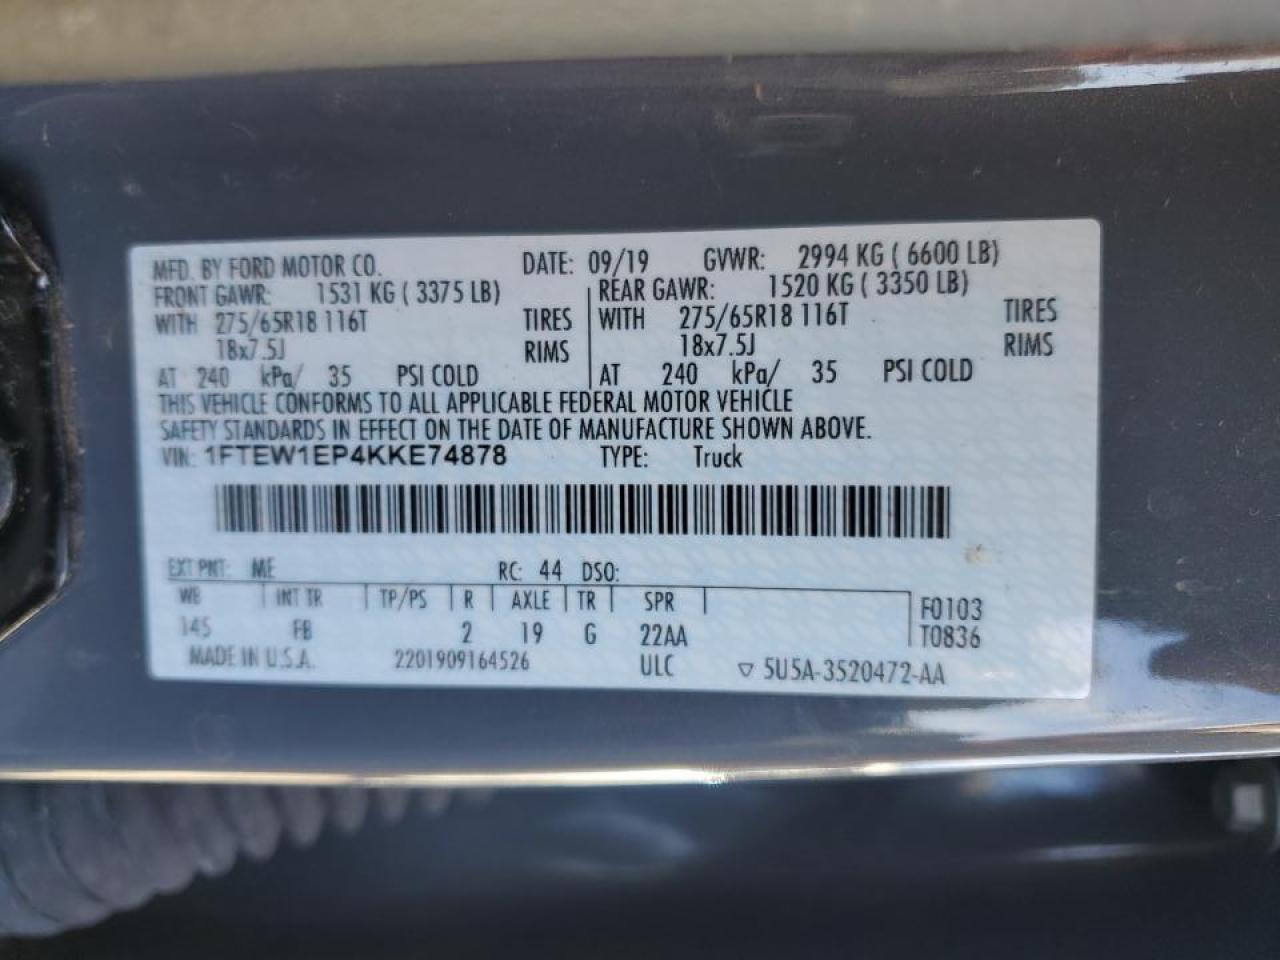 MFD. BY FORD MOTOR CO. DATE: 09/19 GVWR: 2994 KG ( 6600 LB)
FRONT GAWR: 1531 KG ( 3375 LB) REAR GAWR: 1520 KG ( 3350 LB)
WITH 275/65R18 116T TIRES WITH 275/65R18 116T TIRES
18x7.5J RIMS 18x7.5J RIMS
AT 240 kPa/ 35 PSI COLD AT 240 kPa/ 35 PSI COLD
THIS VEHICLE CONFORMS TO ALL APPLICABLE FEDERAL MOTOR VEHICLE
SAFETY STANDARDS IN EFFECT ON THE DATE OF MANUFACTURE SHOWN ABOVE.
VIN: 1FTEW1EP4KKE74878 TYPE: Truck
EXT PNT: ME RC: 44 DSO:
WB INT TR TP/PS R AXLE TR SPR F0103
145 FB 2 19 G 22AA T0836
MADE IN U.S.A. 2201909164526 ULC ▽ 5U5A-3520472-AA